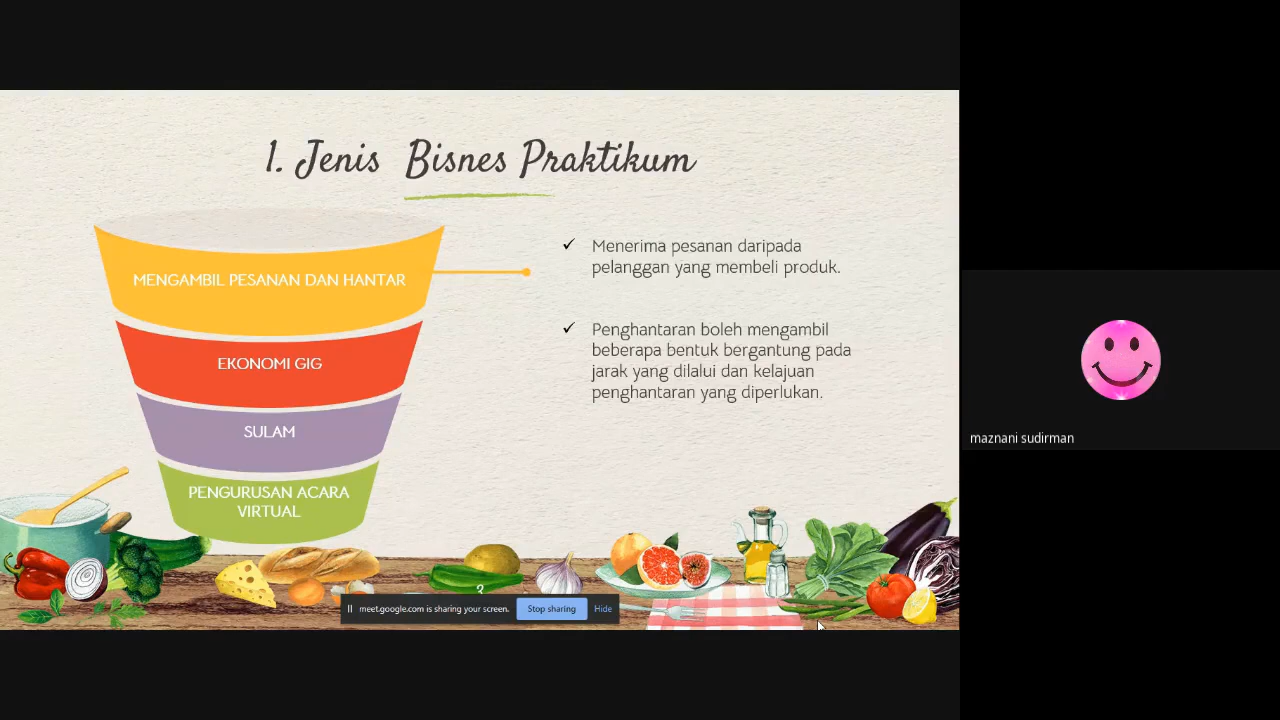 1. Jenis Bisnes Praktikum
MENGAMBIL PESANAN DAN HANTAR
EKONOMI GIG
SULAM
PENGURUSAN ACARA
VIRTUAL
Menerima pesanan daripada
pelanggan yang membeli produk.
Penghantaran boleh mengambil
beberapa bentuk bergantung pada
jarak yang dilalui dan kelajuan
penghantaran yang diperlukan.
3
meet.google.com is sharing your screen.
Stop sharing
Hide
maznani sudirman